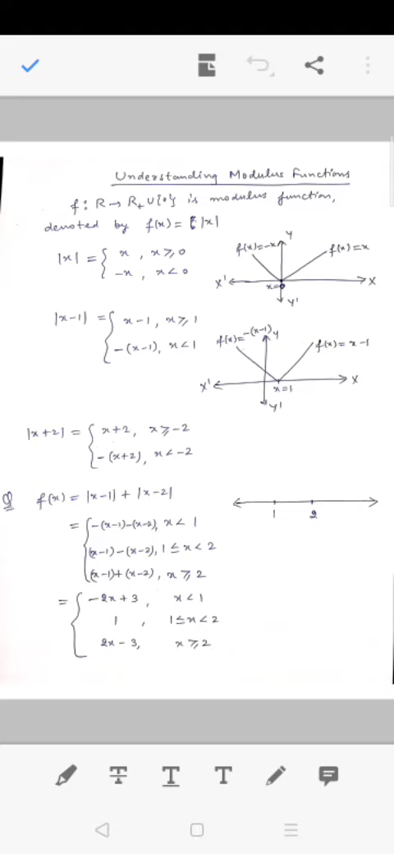 Understanding Modulus Functions
f: R → R+ ∪ {0} is modulus function,
denoted by f(x) = |x|
|x| = { x , x ≥ 0
-x , x < 0
f(x)=-x
Y
f(x)=x
X'
x=0
X
Y'
|x-1| = { x-1, x ≥ 1
-(x-1), x < 1
f(x)=-(x-1)
Y
f(x)=x-1
X'
x=1
X
Y'
|x+2| = { x+2, x ≥ -2
-(x+2), x < -2
Q f(x) = |x-1| + |x-2|
1 2
= { -(x-1)-(x-2), x < 1
(x-1)-(x-2), 1 ≤ x < 2
(x-1)+(x-2), x ≥ 2
= { -2x+3, x < 1
1 , 1 ≤ x < 2
2x-3, x ≥ 2
T T T